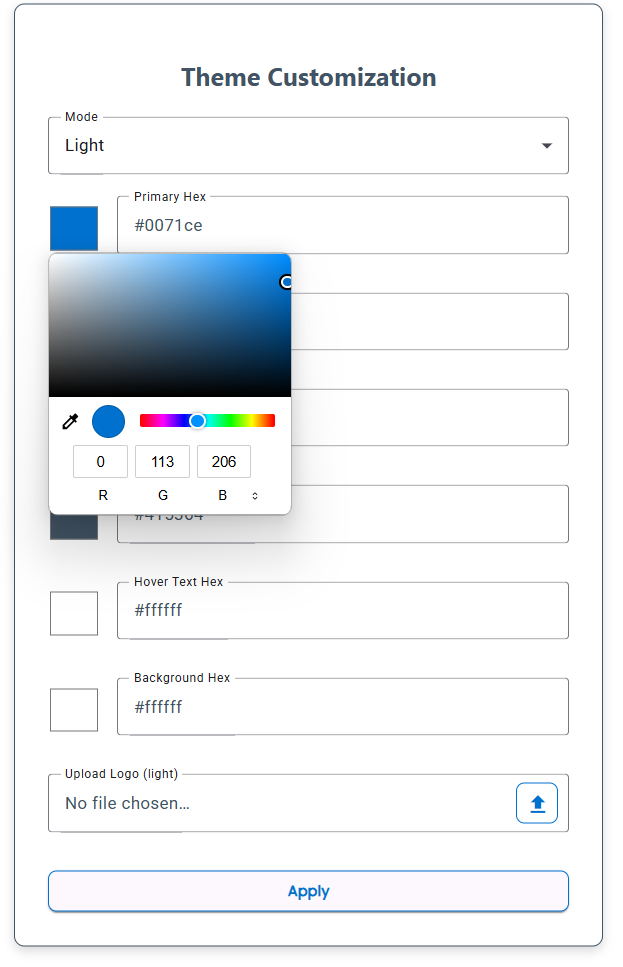 Theme Customization
Mode
Light
Primary Hex
#0071ce
0 113 206
R G B
Hover Text Hex
#ffffff
Background Hex
#ffffff
Upload Logo (light)
No file chosen…
Apply